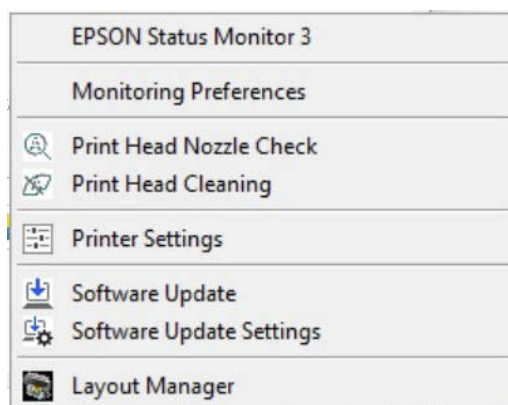 EPSON Status Monitor 3
Monitoring Preferences
Print Head Nozzle Check
Print Head Cleaning
Printer Settings
Software Update
Software Update Settings
Layout Manager